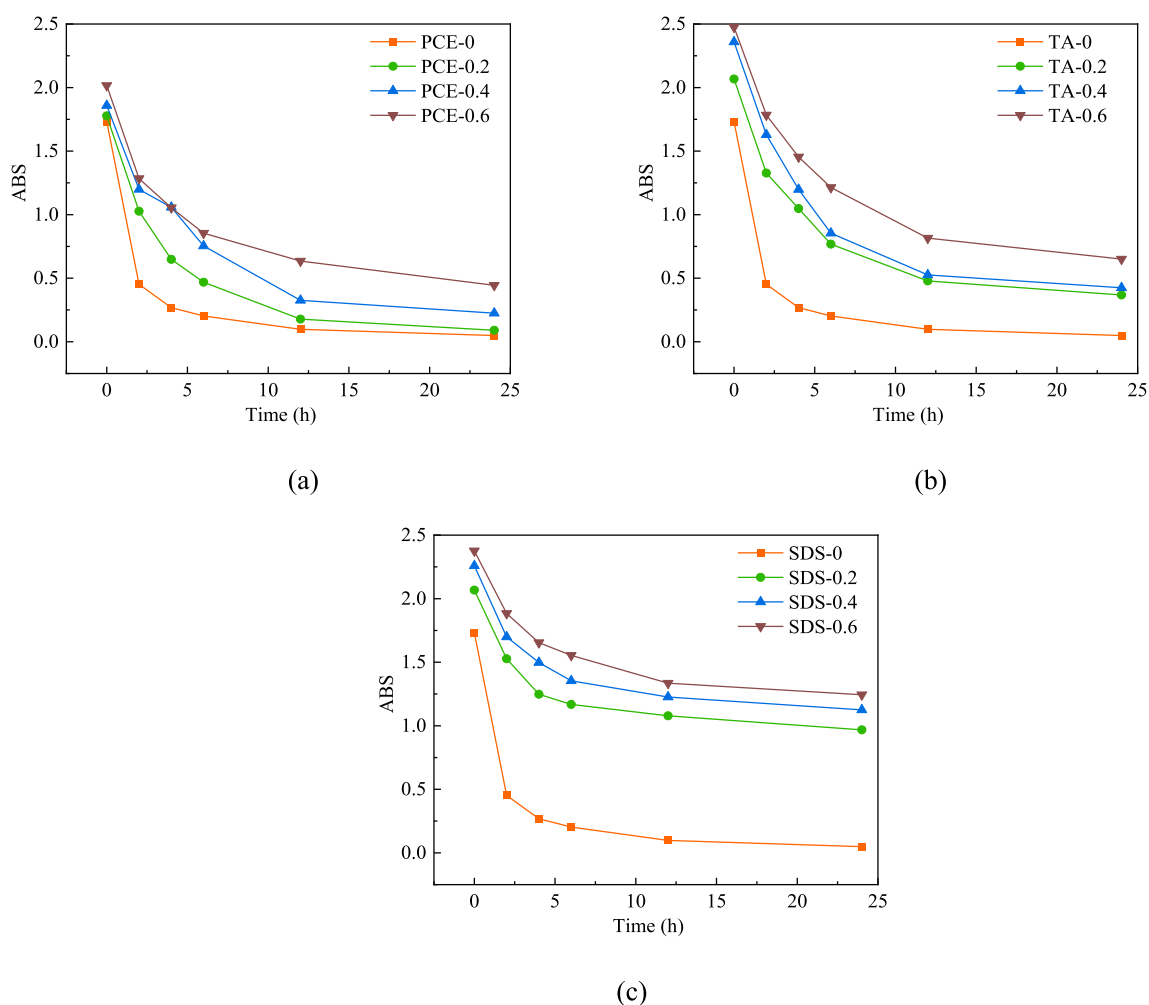 2.5
2.0
1.5
1.0
0.5
0.0
ABS
PCE-0
PCE-0.2
PCE-0.4
PCE-0.6
0 5 10 15 20 25
Time (h)
(a)
2.5
2.0
1.5
1.0
0.5
0.0
ABS
TA-0
TA-0.2
TA-0.4
TA-0.6
0 5 10 15 20 25
Time (h)
(b)
2.5
2.0
1.5
1.0
0.5
0.0
ABS
SDS-0
SDS-0.2
SDS-0.4
SDS-0.6
0 5 10 15 20 25
Time (h)
(c)